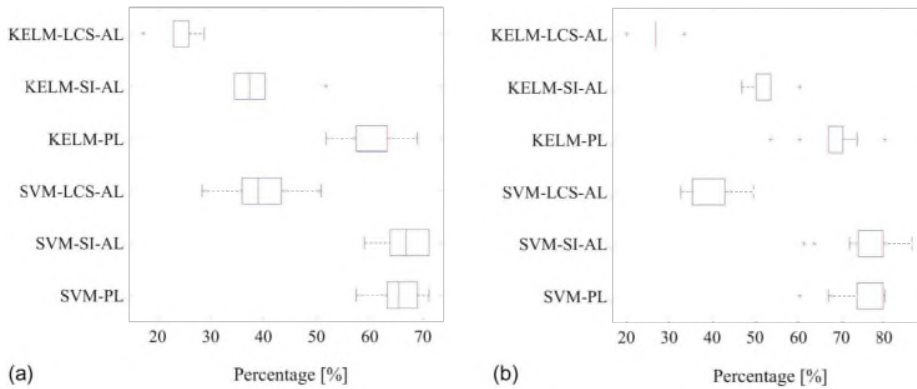 KELM-LCS-AL
KELM-SI-AL
KELM-PL
SVM-LCS-AL
SVM-SI-AL
SVM-PL
20 30 40 50 60 70
(a) Percentage [%]
KELM-LCS-AL
KELM-SI-AL
KELM-PL
SVM-LCS-AL
SVM-SI-AL
SVM-PL
20 30 40 50 60 70 80
(b) Percentage [%]